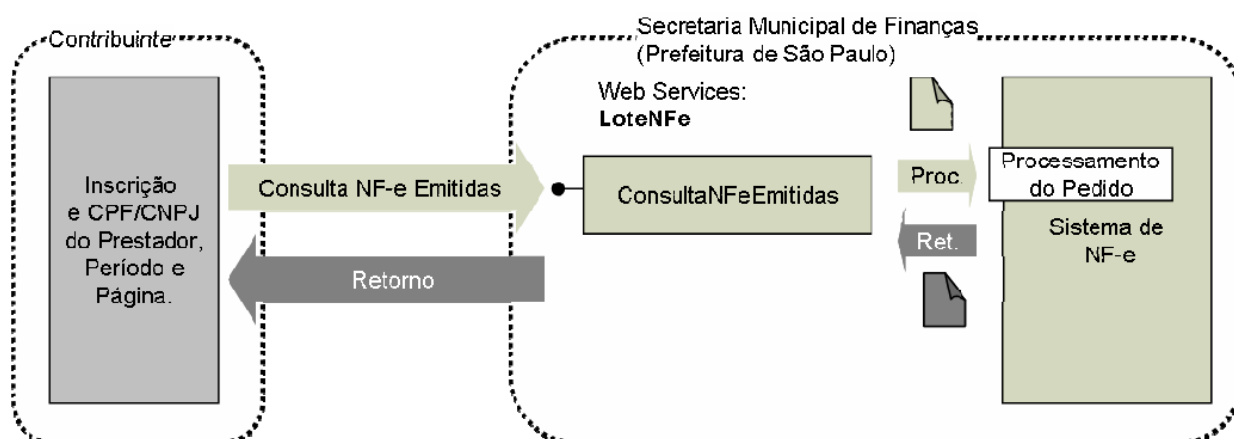 Contribuinte
Inscrição
e CPF/CNPJ
do Prestador,
Período e
Página.
Consulta NF-e Emitidas
Retorno
Secretaria Municipal de Finanças
(Prefeitura de São Paulo)
Web Services:
LoteNFe
ConsultaNFeEmitidas
Proc.
Ret.
Processamento
do Pedido
Sistema de
NF-e